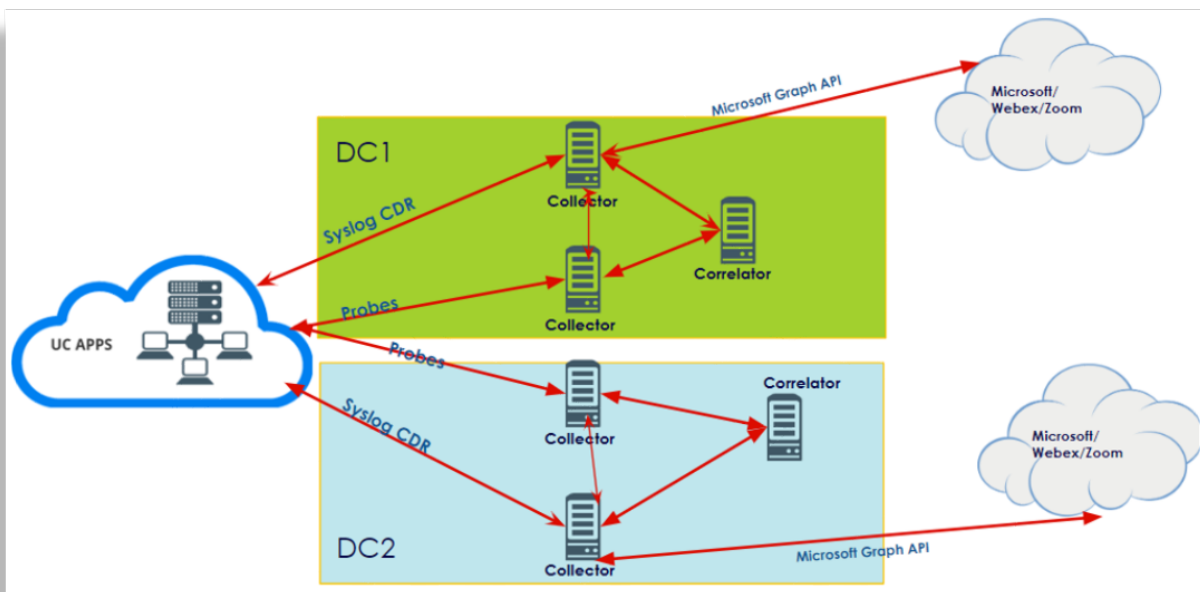 Microsoft Graph API
Microsoft/
Webex/Zoom
DC1
Collector
Syslog CDR
Correlator
Collector
Probes
UC APPS
Probes
Correlator
Collector
Syslog CDR
Microsoft/
Webex/Zoom
DC2
Microsoft Graph API
Collector